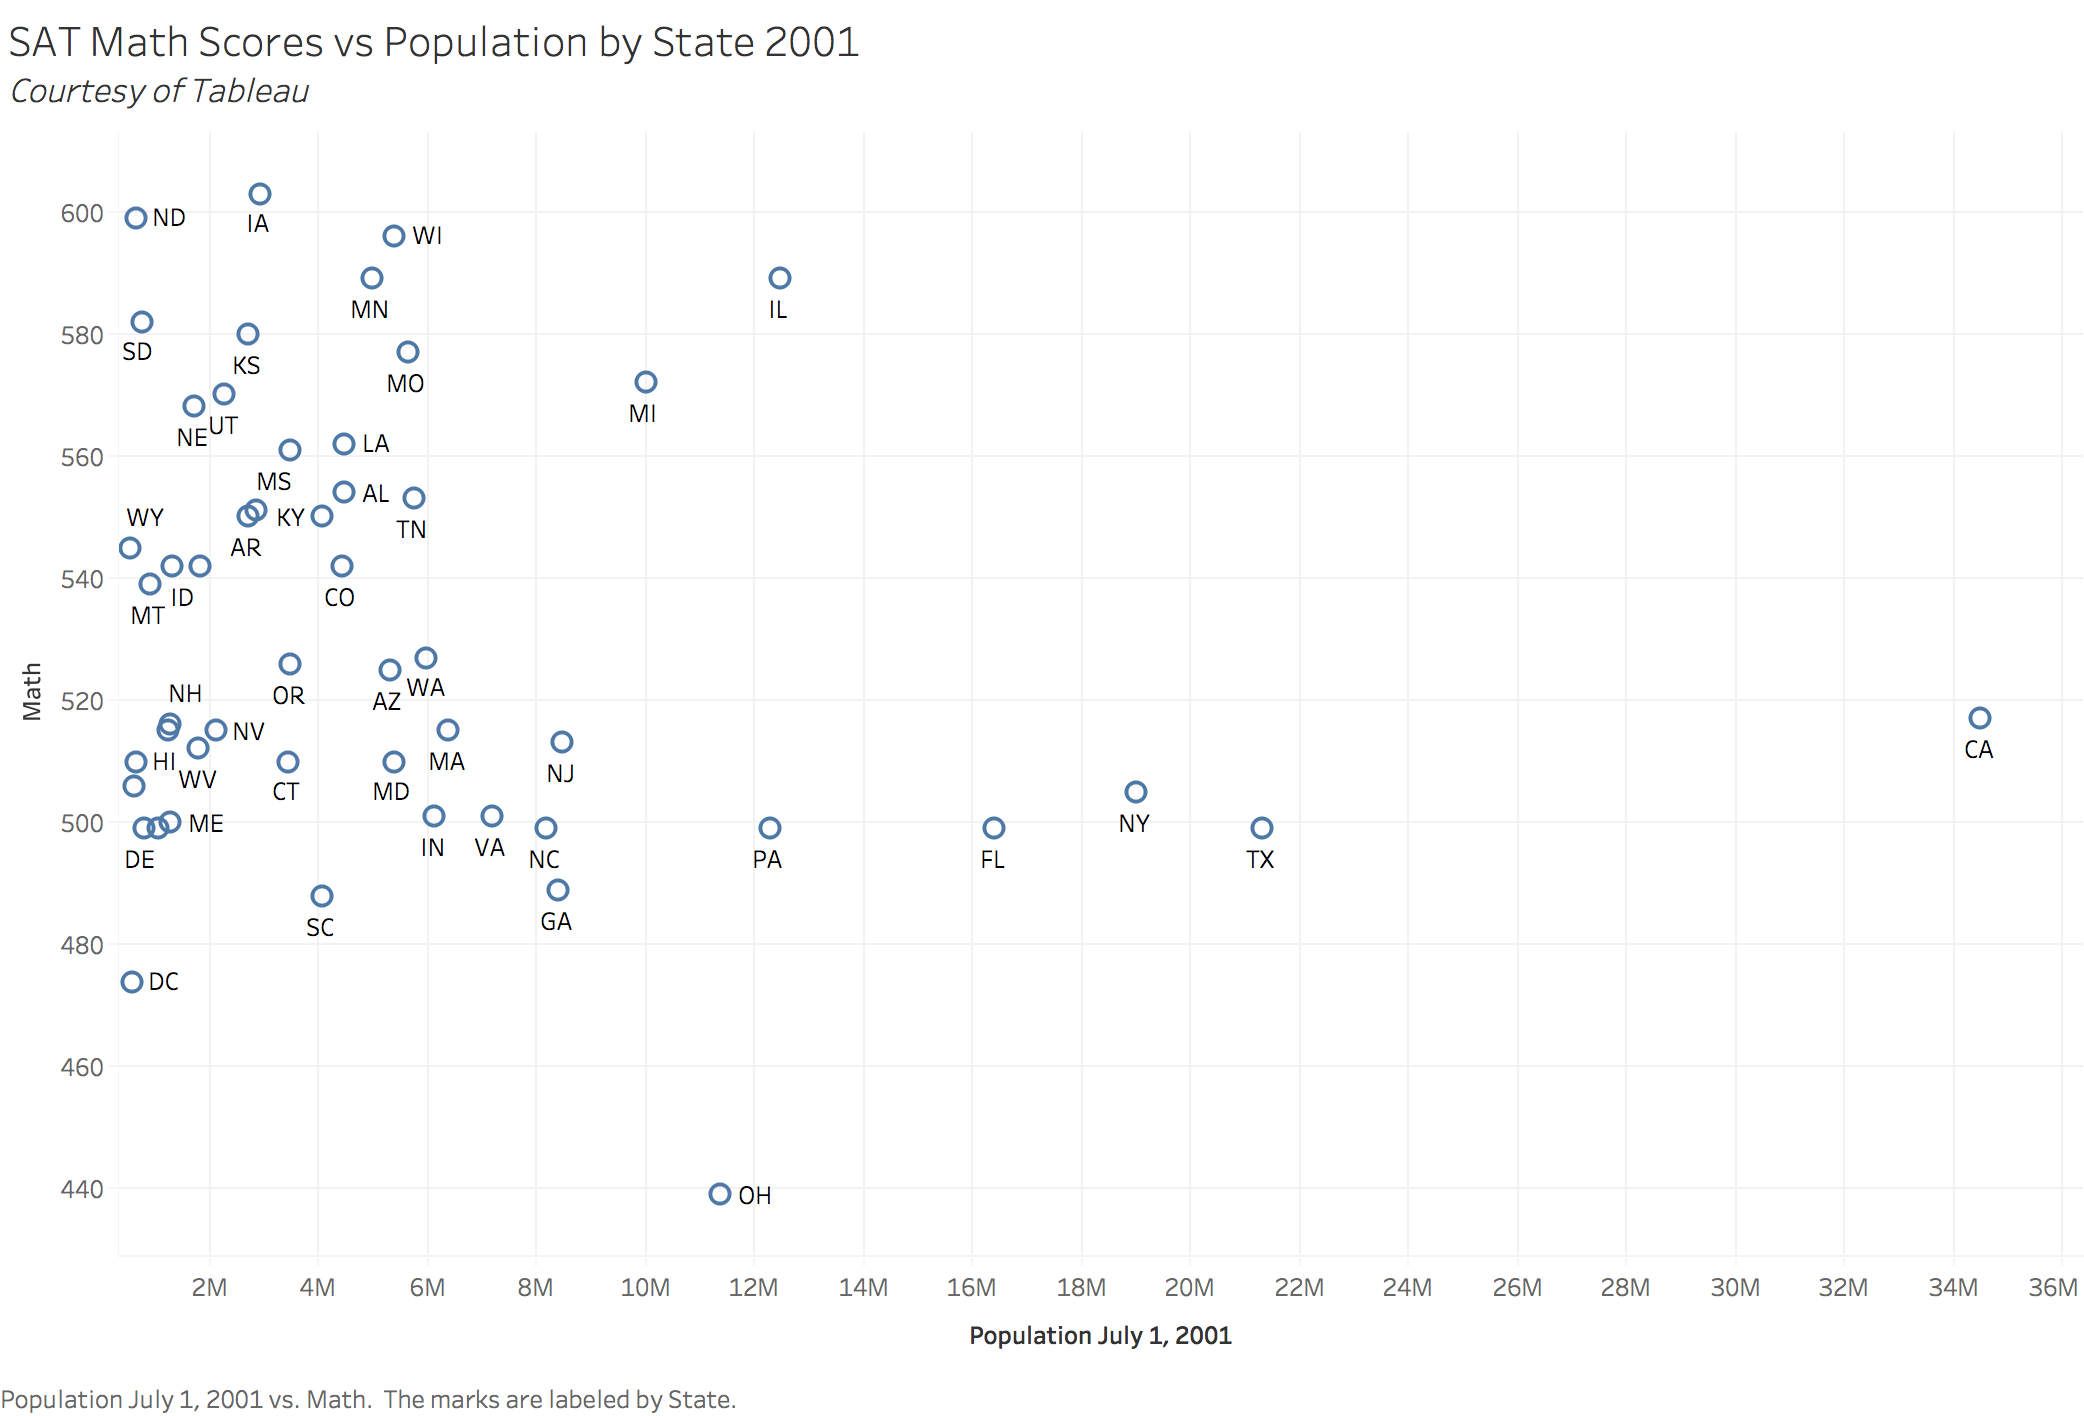 SAT Math Scores vs Population by State 2001
Courtesy of Tableau
Math
600
580
560
540
520
500
480
460
440
ND
IA
WI
MN
IL
SD
KS
MO
MI
NE
UT
LA
MS
AL
WY
KY
TN
AR
MT
ID
CO
NH
OR
AZ
WA
NV
CA
HI
WV
CT
MD
MA
NJ
ME
DE
IN
VA
NC
PA
FL
NY
TX
SC
GA
DC
OH
2M
4M
6M
8M
10M
12M
14M
16M
18M
20M
22M
24M
26M
28M
30M
32M
34M
36M
Population July 1, 2001
Population July 1, 2001 vs. Math. The marks are labeled by State.